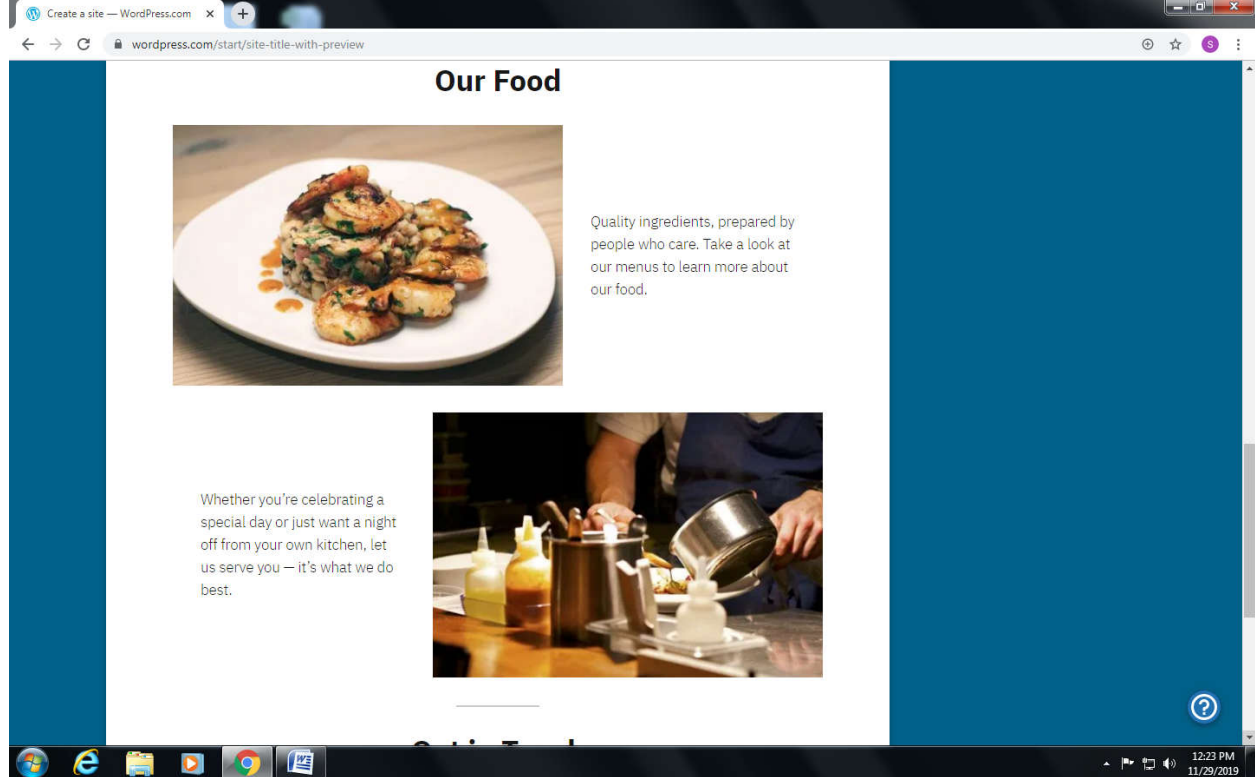 Create a site — WordPress.com
wordpress.com/start/site-title-with-preview
S
Our Food
Quality ingredients, prepared by
people who care. Take a look at
our menus to learn more about
our food.
Whether you’re celebrating a
special day or just want a night
off from your own kitchen, let
us serve you — it’s what we do
best.
12:23 PM
11/29/2019